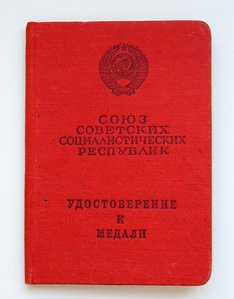 СОЮЗ
СОВЕТСКИХ
СОЦИАЛИСТИЧЕСКИХ
РЕСПУБЛИК
УДОСТОВЕРЕНИЕ
К
МЕДАЛИ